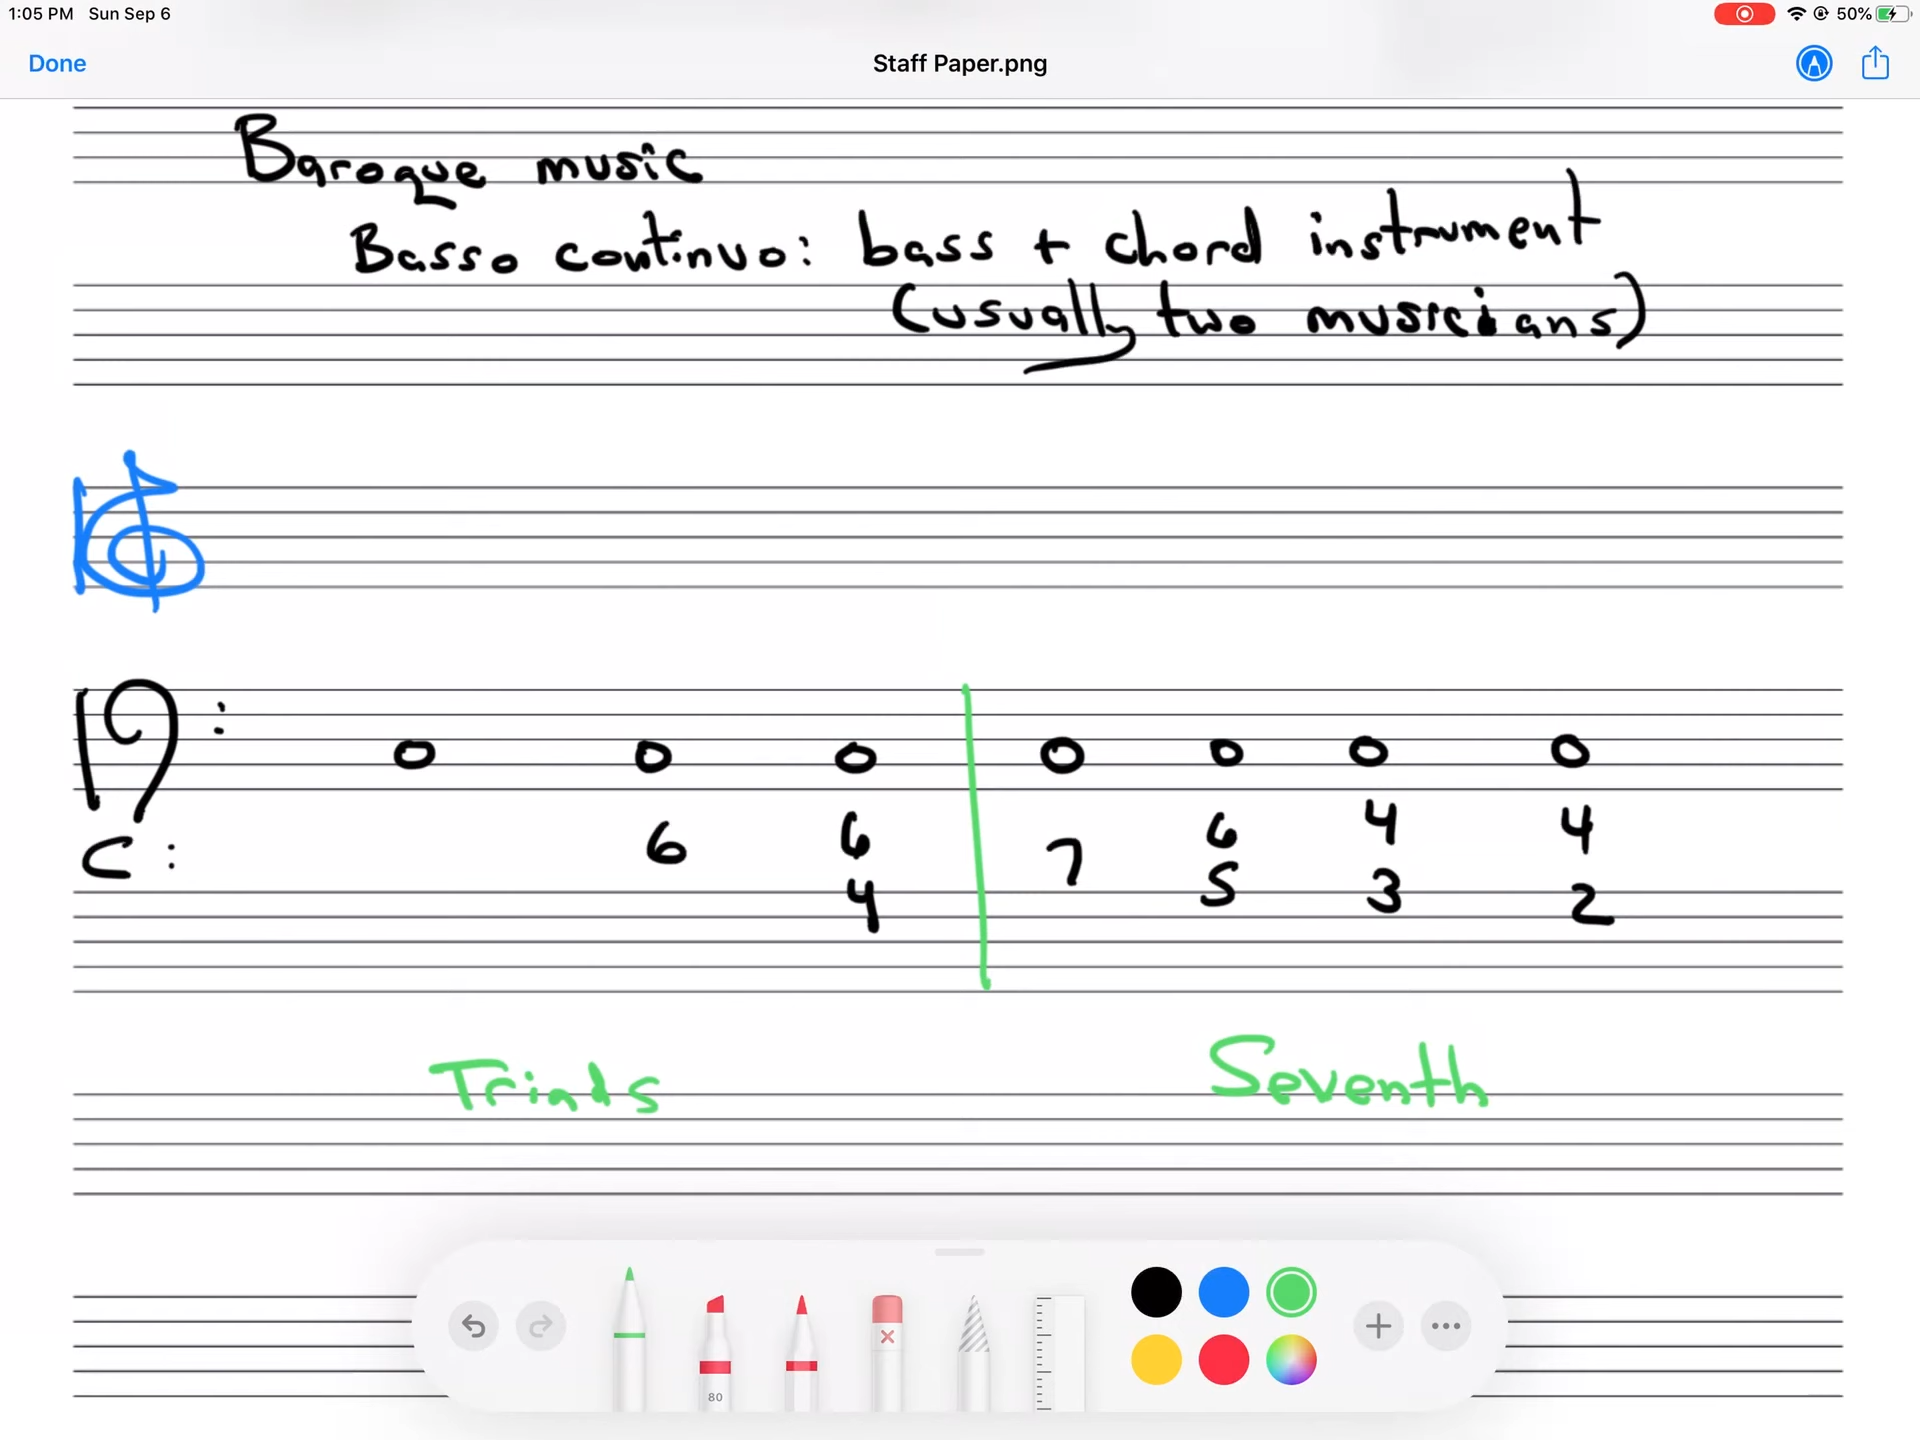 1:05 PM Sun Sep 6 50%
Done Staff Paper.png
Baroque music
Basso continuo: bass + chord instrument
(usually two musicians)
C: 6 6 7 6 4 4
4 5 3 2
Triads Seventh
80